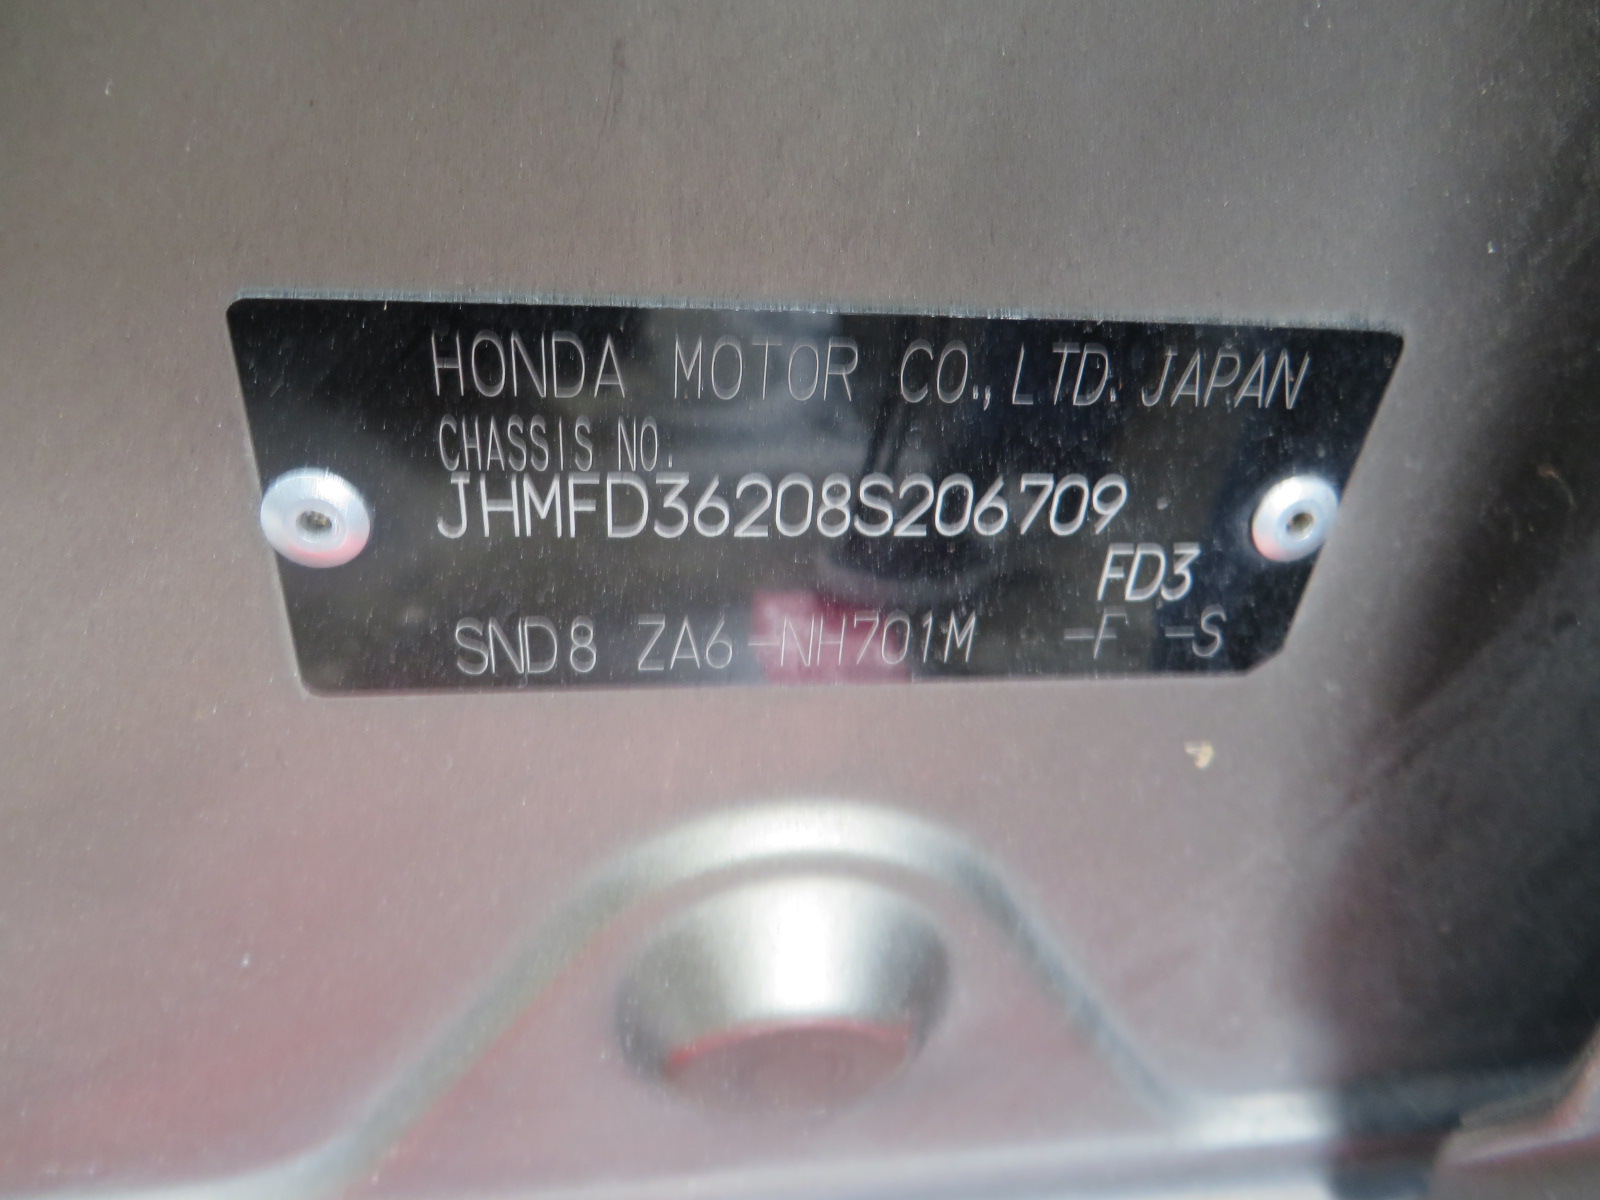 HONDA MOTOR CO., LTD. JAPAN
CHASSIS NO.
JHMFD36208S206709
FD3
SND8 ZA6-NH701M -F -S